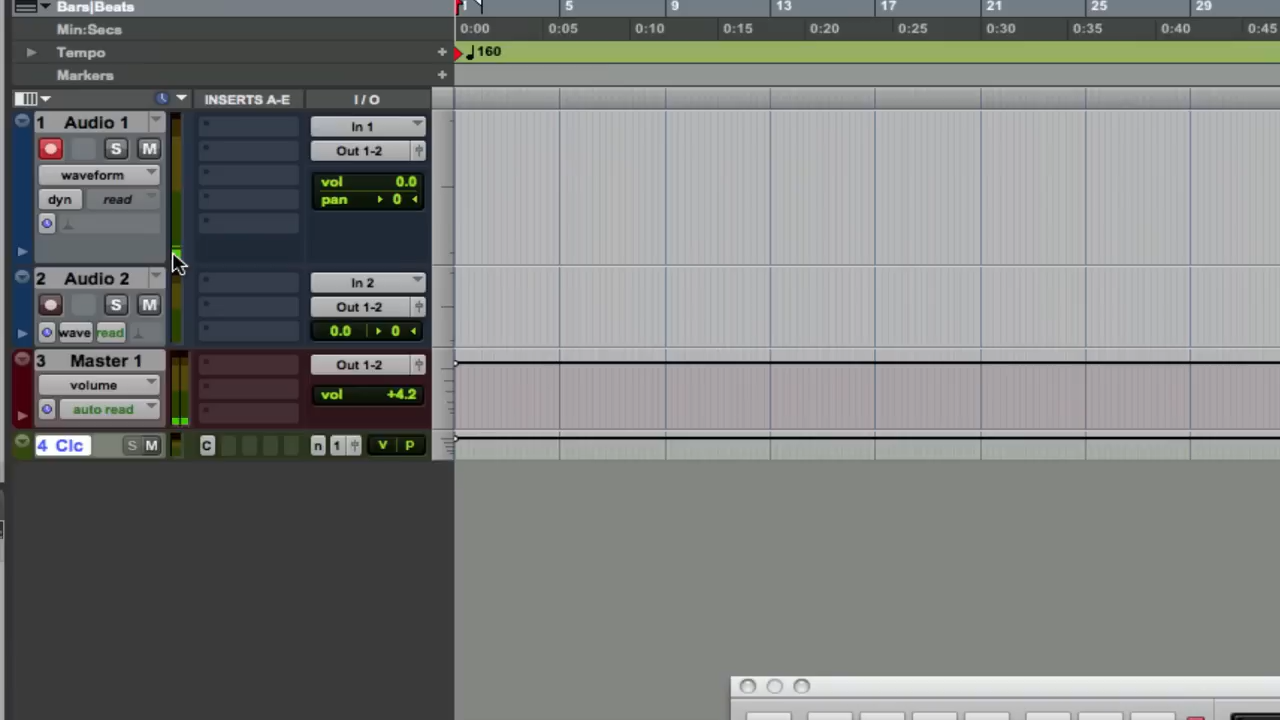 Bars|Beats 1 5 9 13 17 21 25 29
Min:Secs 0:00 0:05 0:10 0:15 0:20 0:25 0:30 0:35 0:40 0:45
Tempo + 160
Markers +
INSERTS A-E I / O
1 Audio 1 In 1
S M Out 1-2
waveform vol 0.0
dyn read pan 0
2 Audio 2 In 2
S M Out 1-2
wave read 0.0 0
3 Master 1 Out 1-2
volume vol +4.2
auto read
4 Clc S M C n 1 V P